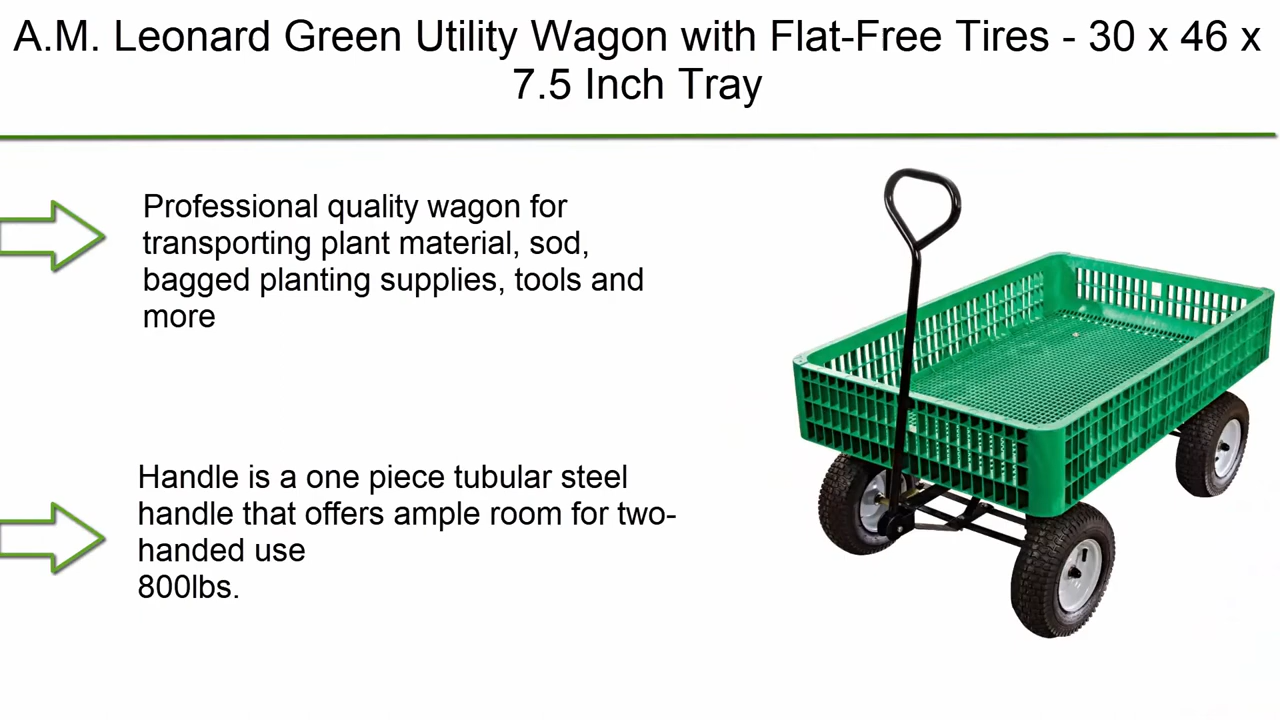 A.M. Leonard Green Utility Wagon with Flat-Free Tires - 30 x 46 x
7.5 Inch Tray
Professional quality wagon for
transporting plant material, sod,
bagged planting supplies, tools and
more
Handle is a one piece tubular steel
handle that offers ample room for two-
handed use
800lbs.